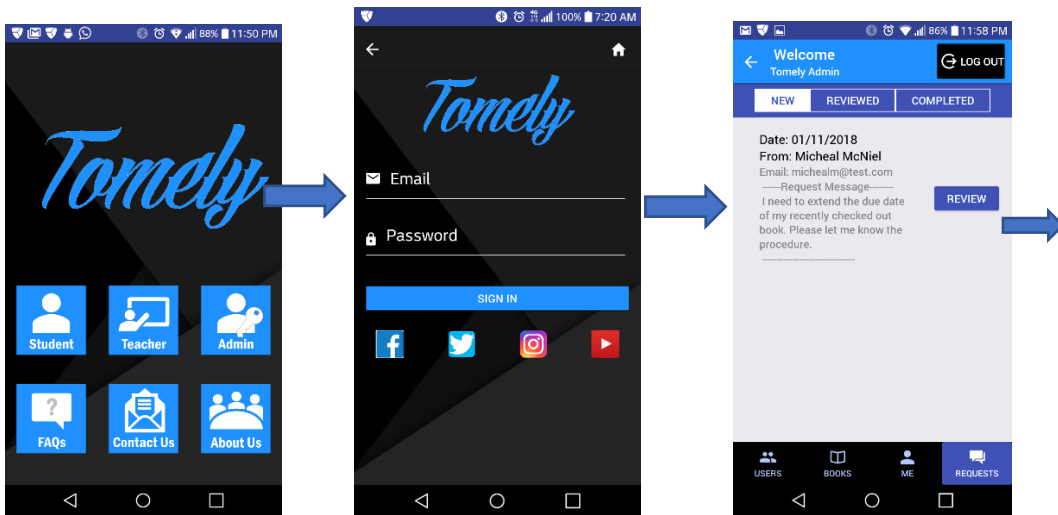 88% 11:50 PM
Tomely
Student
Teacher
Admin
?
FAQs
Contact Us
About Us
100% 7:20 AM
Tomely
Email
Password
SIGN IN
86% 11:58 PM
Welcome
Tomely Admin
LOG OUT
NEW
REVIEWED
COMPLETED
Date: 01/11/2018
From: Micheal McNiel
Email: michealm@test.com
------Request Message--------
I need to extend the due date
of my recently checked out
book. Please let me know the
procedure.
------------------------------
REVIEW
USERS
BOOKS
ME
REQUESTS